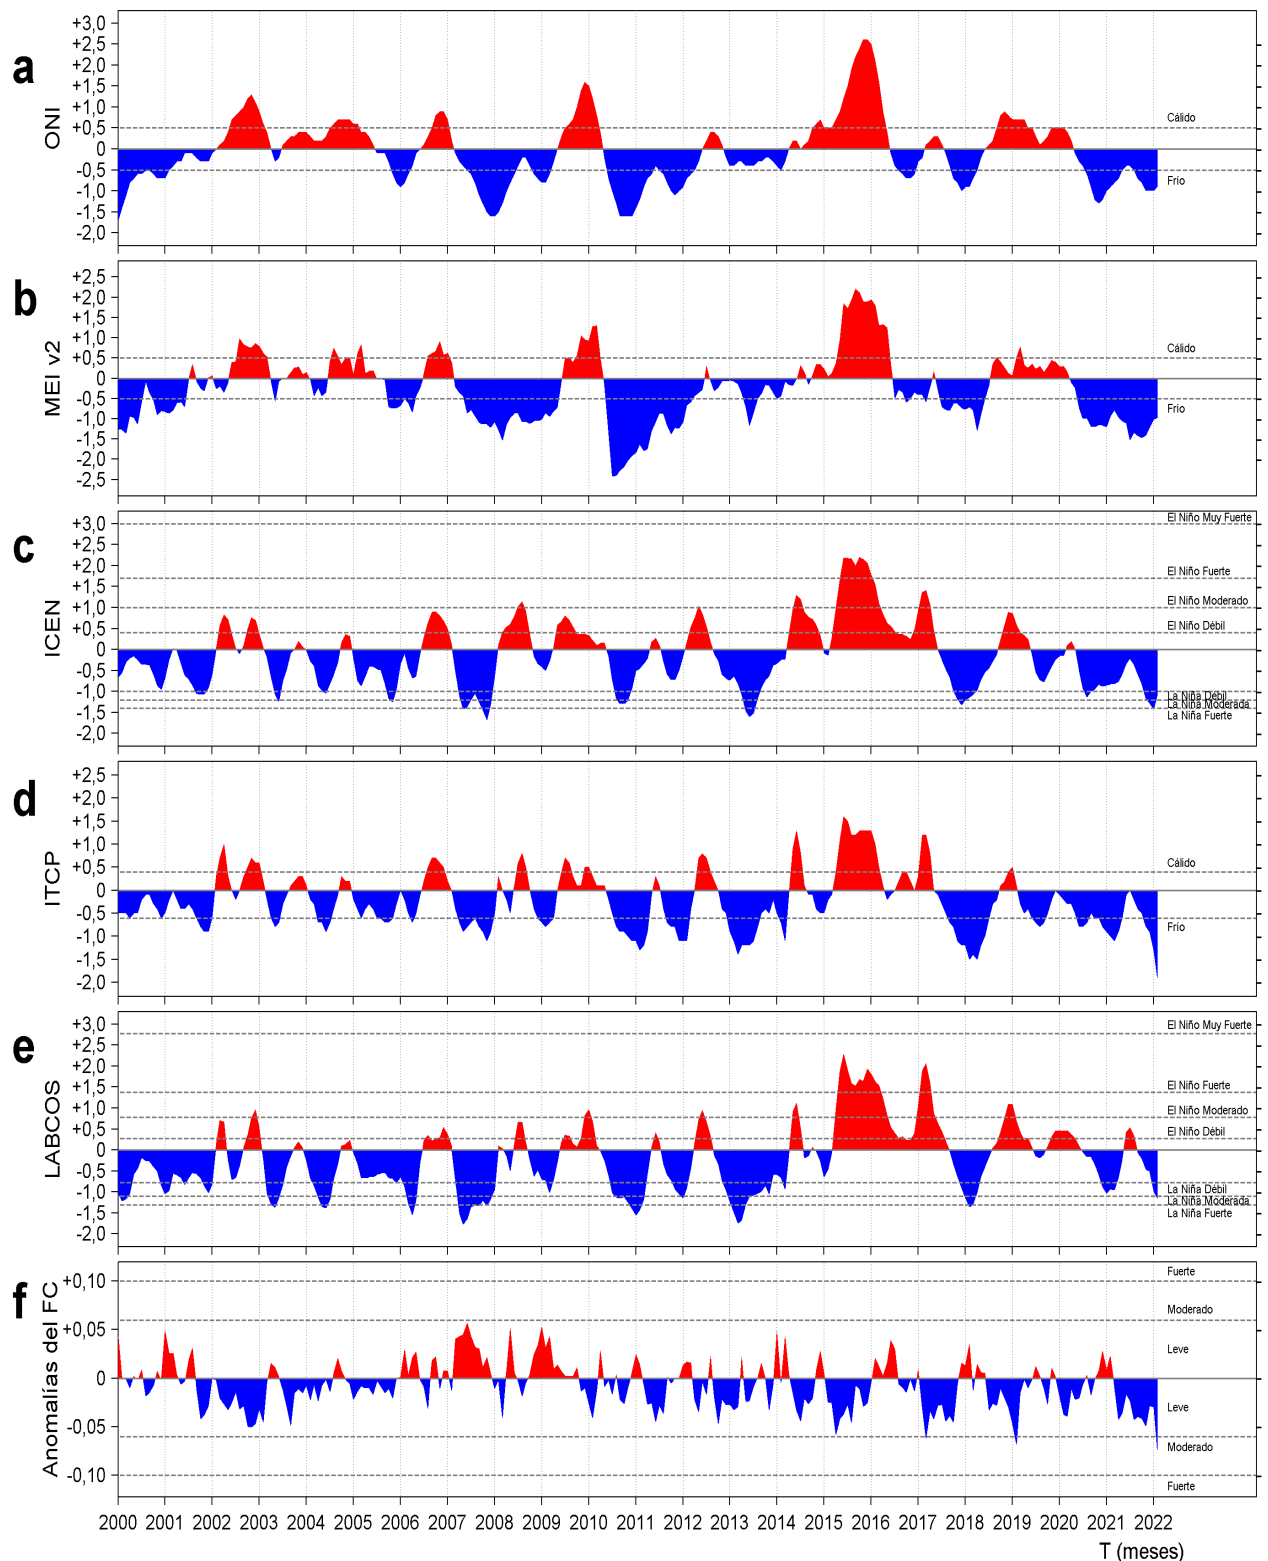 a
ONI
+3,0
+2,5
+2,0
+1,5
+1,0
+0,5
0
-0,5
-1,0
-1,5
-2,0
Cálido
Frío
b
MEI v2
+2,5
+2,0
+1,5
+1,0
+0,5
0
-0,5
-1,0
-1,5
-2,0
-2,5
Cálido
Frío
c
ICEN
+3,0
+2,5
+2,0
+1,5
+1,0
+0,5
0
-0,5
-1,0
-1,5
-2,0
El Niño Muy Fuerte
El Niño Fuerte
El Niño Moderado
El Niño Débil
La Niña Débil
La Niña Moderada
La Niña Fuerte
d
ITCP
+2,5
+2,0
+1,5
+1,0
+0,5
0
-0,5
-1,0
-1,5
-2,0
Cálido
Frío
e
LABCOS
+3,0
+2,5
+2,0
+1,5
+1,0
+0,5
0
-0,5
-1,0
-1,5
-2,0
El Niño Muy Fuerte
El Niño Fuerte
El Niño Moderado
El Niño Débil
La Niña Débil
La Niña Moderada
La Niña Fuerte
f
Anomalías del FC
+0,10
+0,05
0
-0,05
-0,10
Fuerte
Moderado
Leve
Leve
Moderado
Fuerte
2000 2001 2002 2003 2004 2005 2006 2007 2008 2009 2010 2011 2012 2013 2014 2015 2016 2017 2018 2019 2020 2021 2022
T (meses)